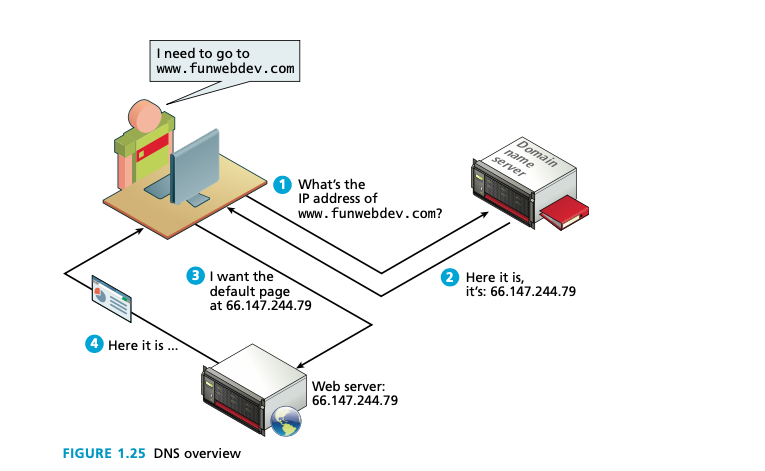 I need to go to
www.funwebdev.com
Domain
name
server
1 What's the
IP address of
www.funwebdev.com?
2 Here it is,
it's: 66.147.244.79
3 I want the
default page
at 66.147.244.79
4 Here it is ...
Web server:
66.147.244.79
FIGURE 1.25 DNS overview